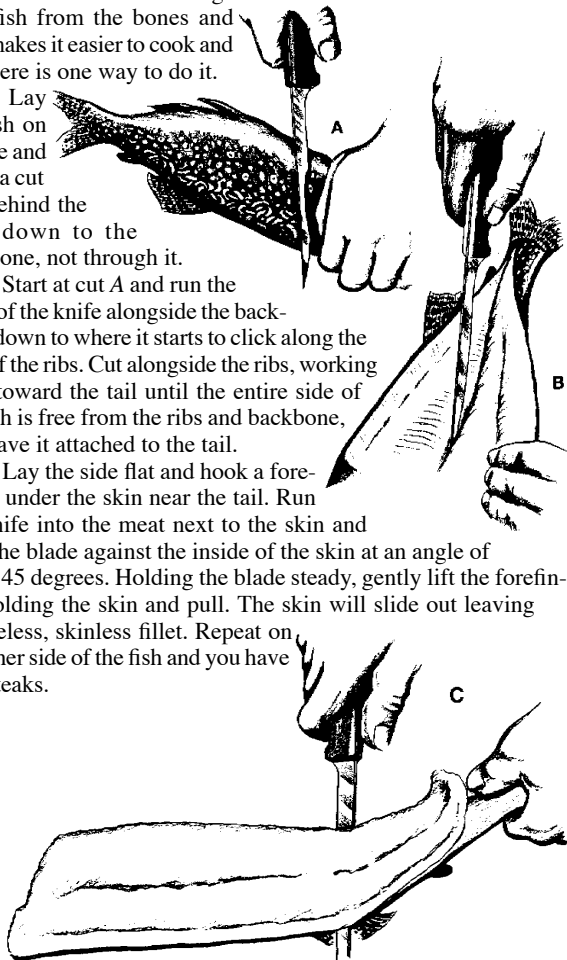 fish from the bones and
makes it easier to cook and
ere is one way to do it.
Lay
sh on
e and
a cut
ehind the
down to the
one, not through it.
Start at cut A and run the
of the knife alongside the back-
down to where it starts to click along the
f the ribs. Cut alongside the ribs, working
toward the tail until the entire side of
h is free from the ribs and backbone,
ave it attached to the tail.
Lay the side flat and hook a fore-
under the skin near the tail. Run
nife into the meat next to the skin and
he blade against the inside of the skin at an angle of
45 degrees. Holding the blade steady, gently lift the forefin-
olding the skin and pull. The skin will slide out leaving
eless, skinless fillet. Repeat on
her side of the fish and you have
teaks.
A
B
C